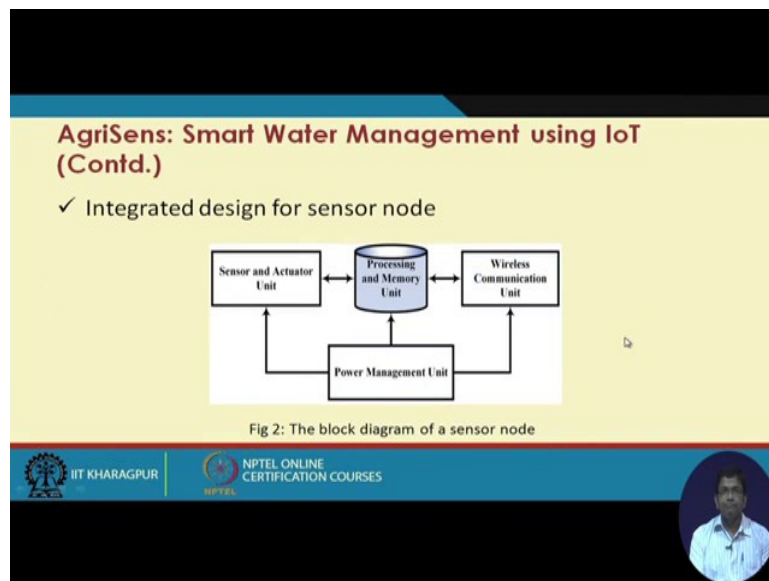 AgriSens: Smart Water Management using IoT
(Contd.)
✓ Integrated design for sensor node
Sensor and Actuator
Unit
Processing
and Memory
Unit
Wireless
Communication
Unit
Power Management Unit
Fig 2: The block diagram of a sensor node
IIT KHARAGPUR
NPTEL
NPTEL ONLINE
CERTIFICATION COURSES